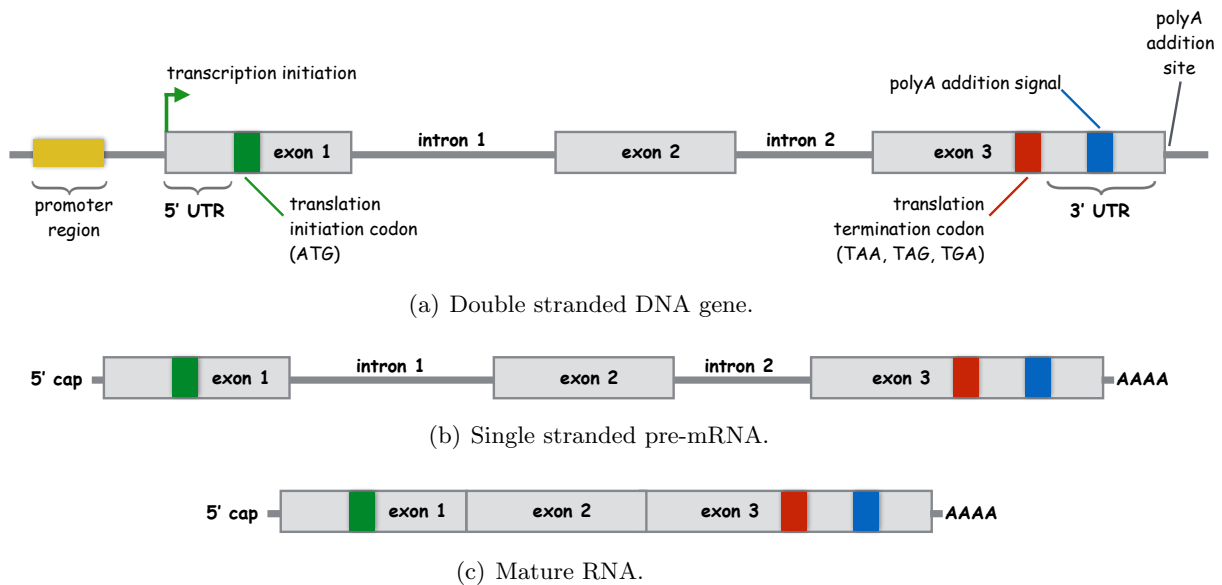 polyA
addition
site
transcription initiation
polyA addition signal
exon 1
intron 1
exon 2
intron 2
exon 3
promoter
region
5' UTR
translation
initiation codon
(ATG)
translation
termination codon
(TAA, TAG, TGA)
3' UTR
(a) Double stranded DNA gene.
5' cap
exon 1
intron 1
exon 2
intron 2
exon 3
AAAA
(b) Single stranded pre-mRNA.
5' cap
exon 1
exon 2
exon 3
AAAA
(c) Mature RNA.